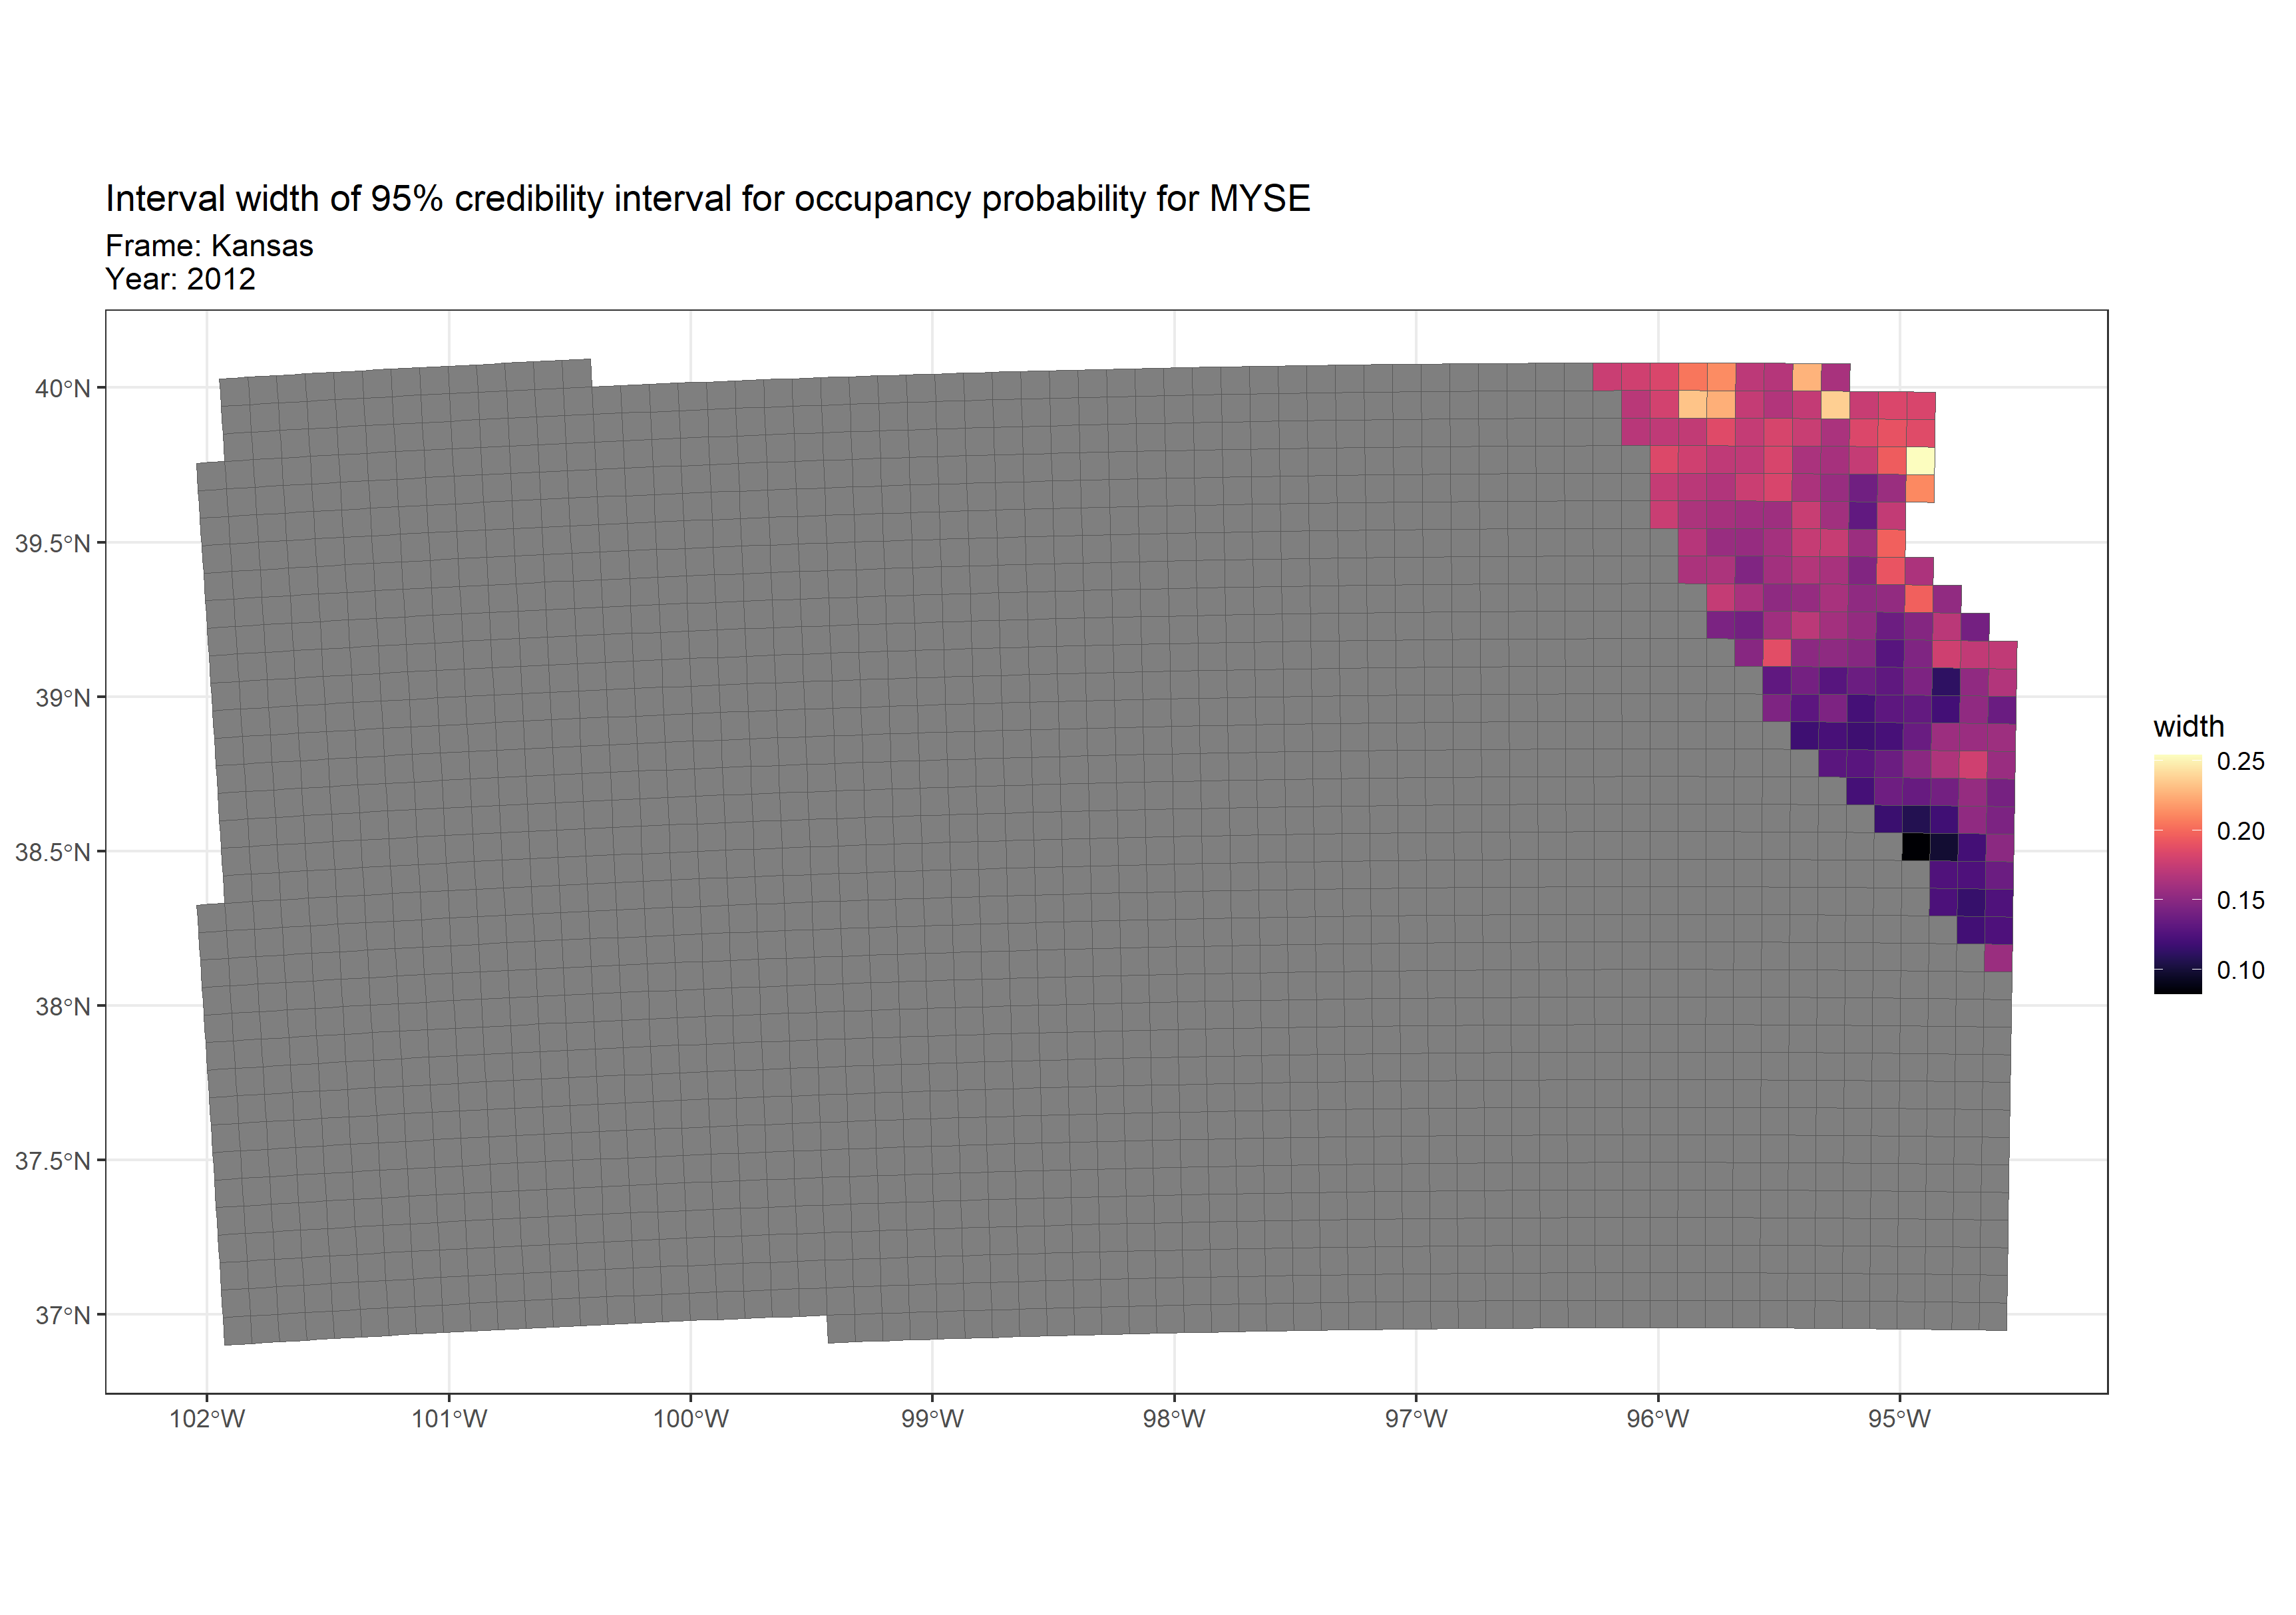 Interval width of 95% credibility interval for occupancy probability for MYSE
Frame: Kansas
Year: 2012
40°N
39.5°N
39°N
38.5°N
38°N
37.5°N
37°N
102°W
101°W
100°W
99°W
98°W
97°W
96°W
95°W
width
0.25
0.20
0.15
0.10